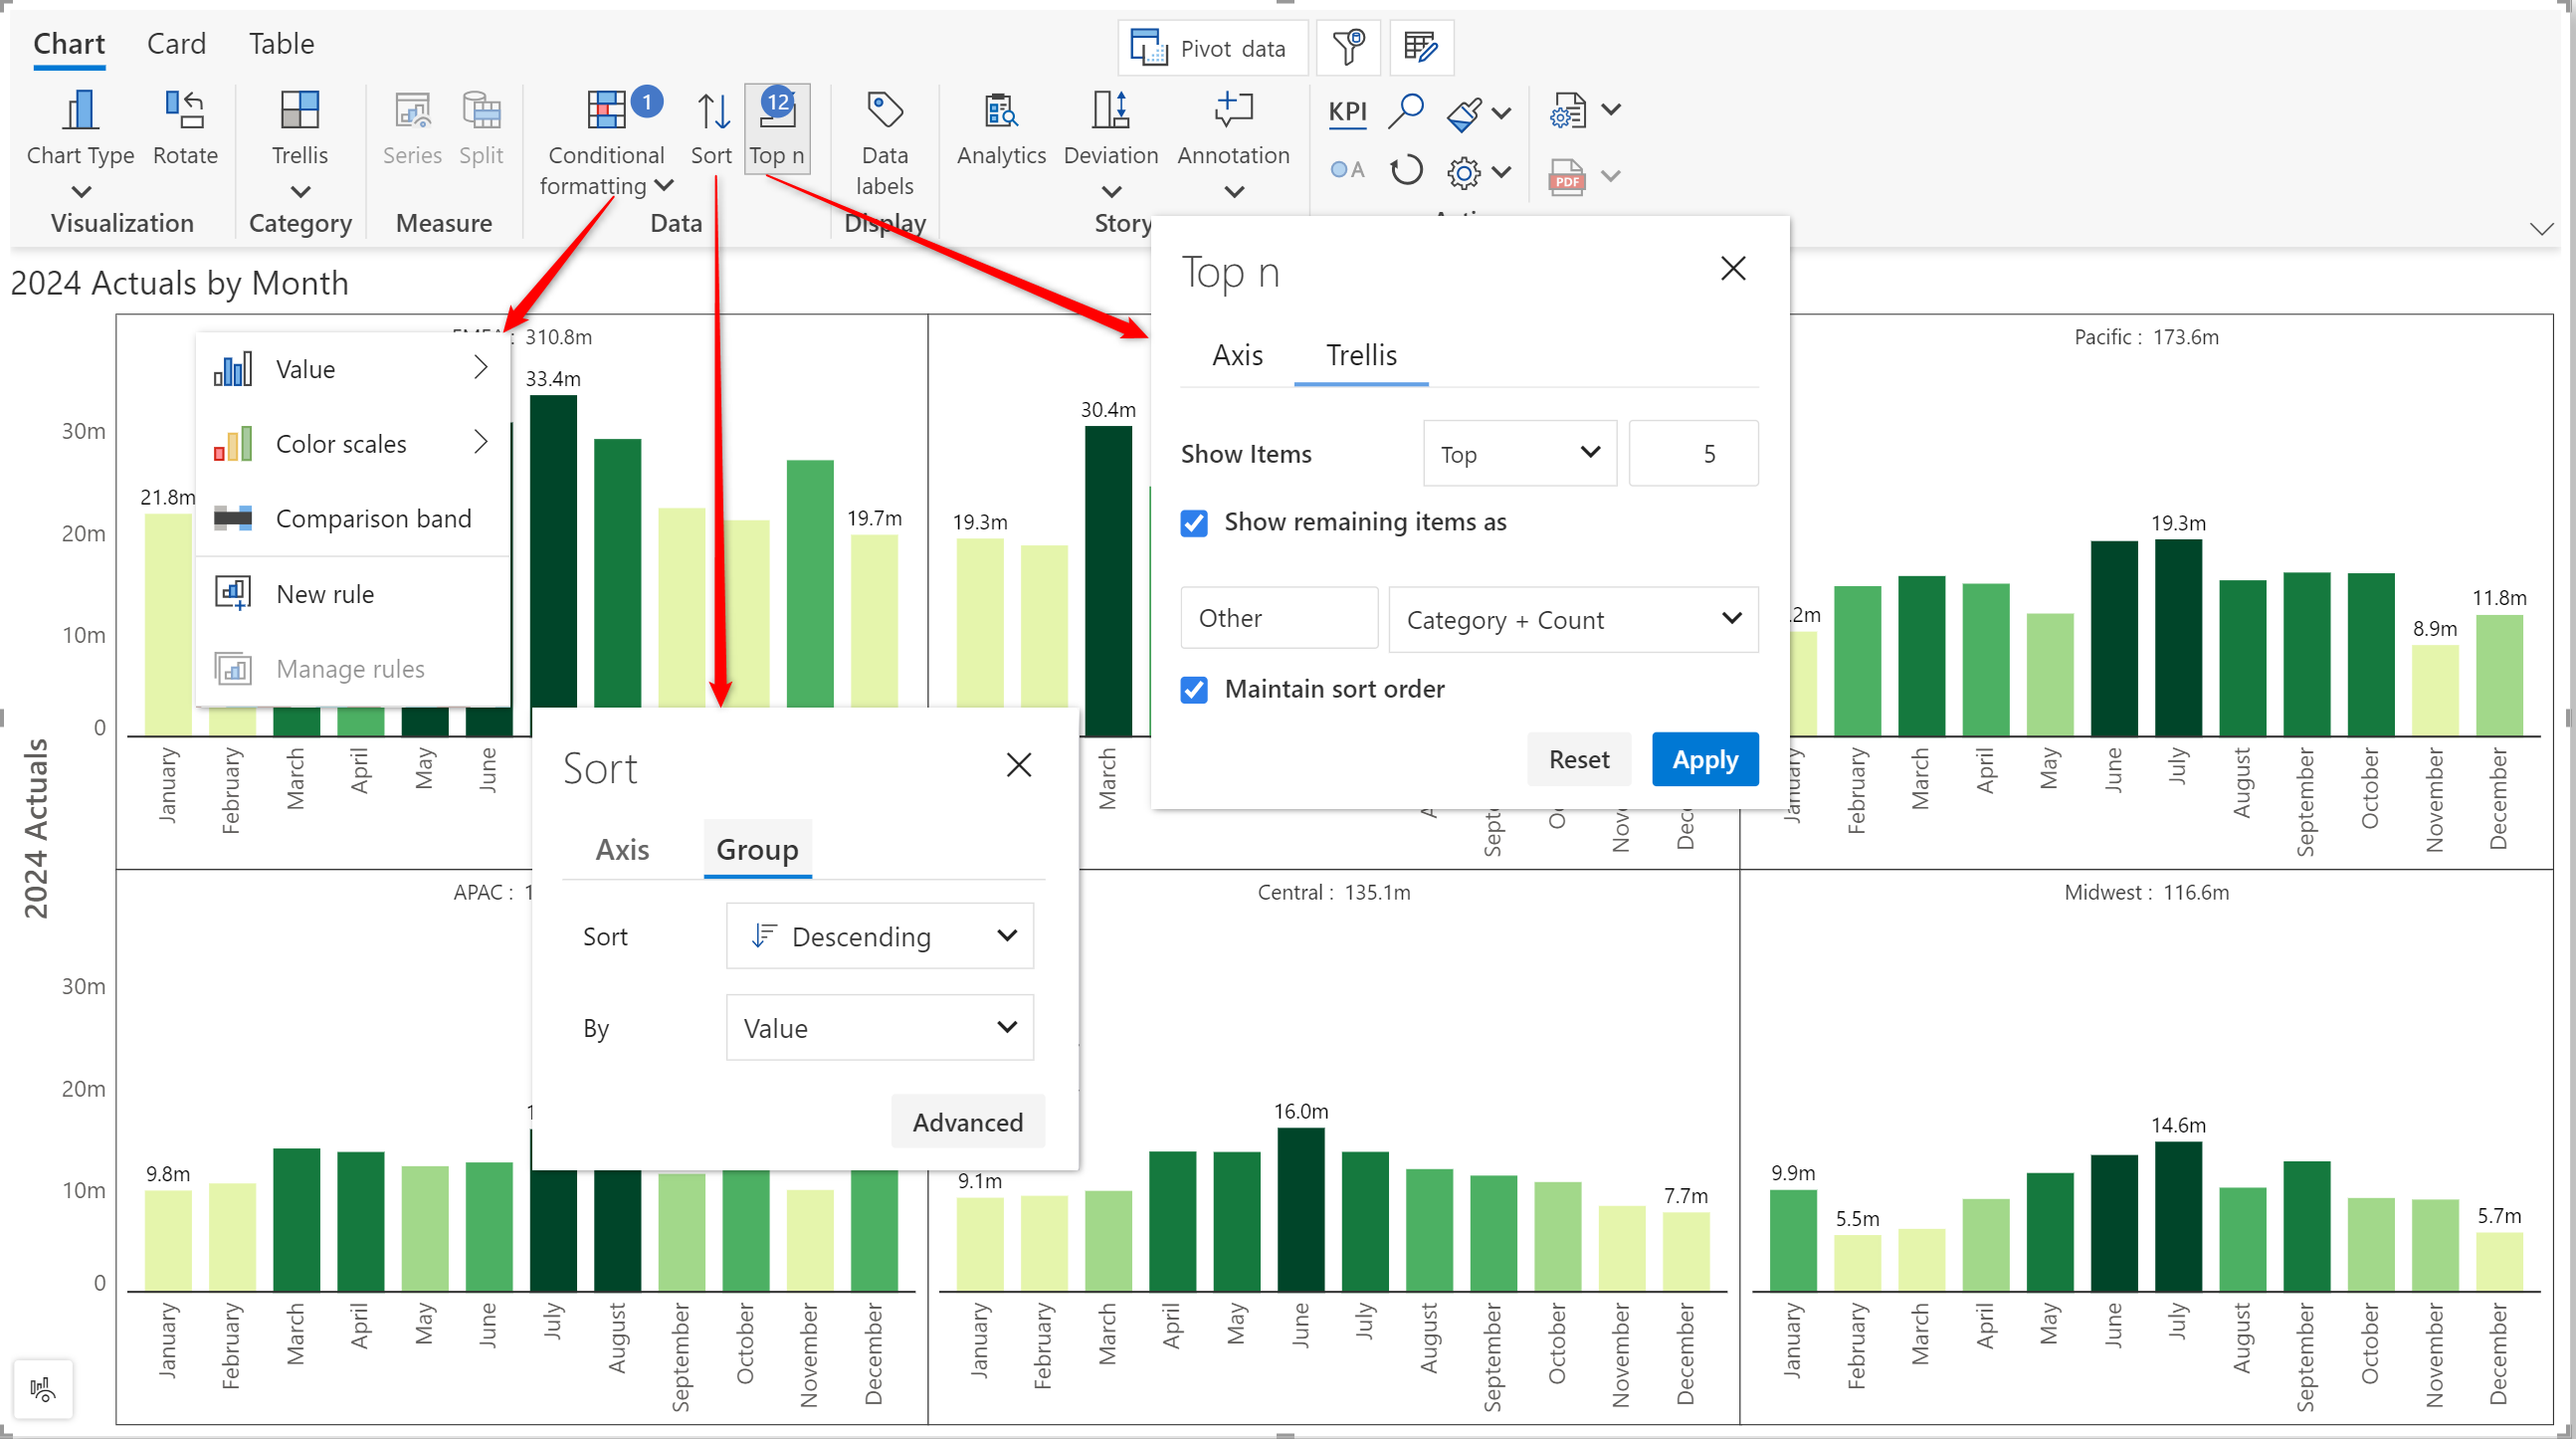 Chart Card Table
Pivot data
1
12
KPI
A
PDF
Chart Type Rotate Trellis Series Split Conditional formatting Sort Top n Data labels Analytics Deviation Annotation
Visualization Category Measure Data Display Story
2024 Actuals by Month
2024 Actuals
310.8m
33.4m
21.8m
19.7m
30m
20m
10m
0
January February March April May June
Value
Color scales
Comparison band
New rule
Manage rules
30.4m
19.3m
March
Top n
Axis Trellis
Show Items Top 5
Show remaining items as
Other Category + Count
Maintain sort order
Reset Apply
Pacific : 173.6m
19.3m
11.8m
8.9m
January February March April May June July August September October November December
Sort
Axis Group
Sort Descending
By Value
Advanced
APAC :
30m
20m
10m
0
9.8m
January February March April May June July August September October November December
Central : 135.1m
16.0m
9.1m
7.7m
January February March April May June July August September October November December
Midwest : 116.6m
14.6m
9.9m
5.5m
5.7m
January February March April May June July August September October November December